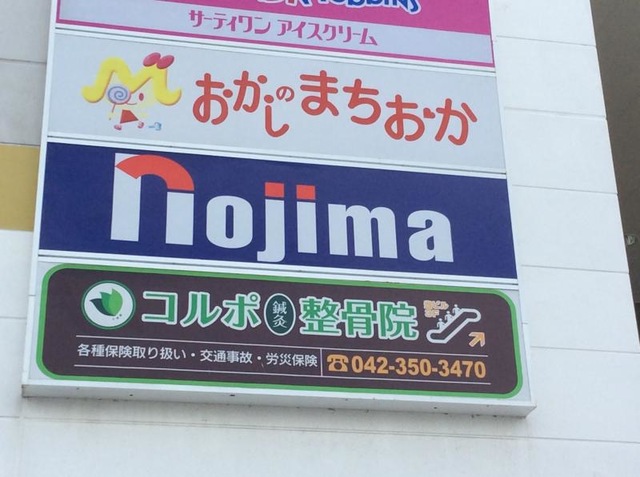 サーティワン アイスクリーム
おかしのまちおか
nojima
コルポ 鍼灸 整骨院
各種保険取り扱い・交通事故・労災保険
☎042-350-3470